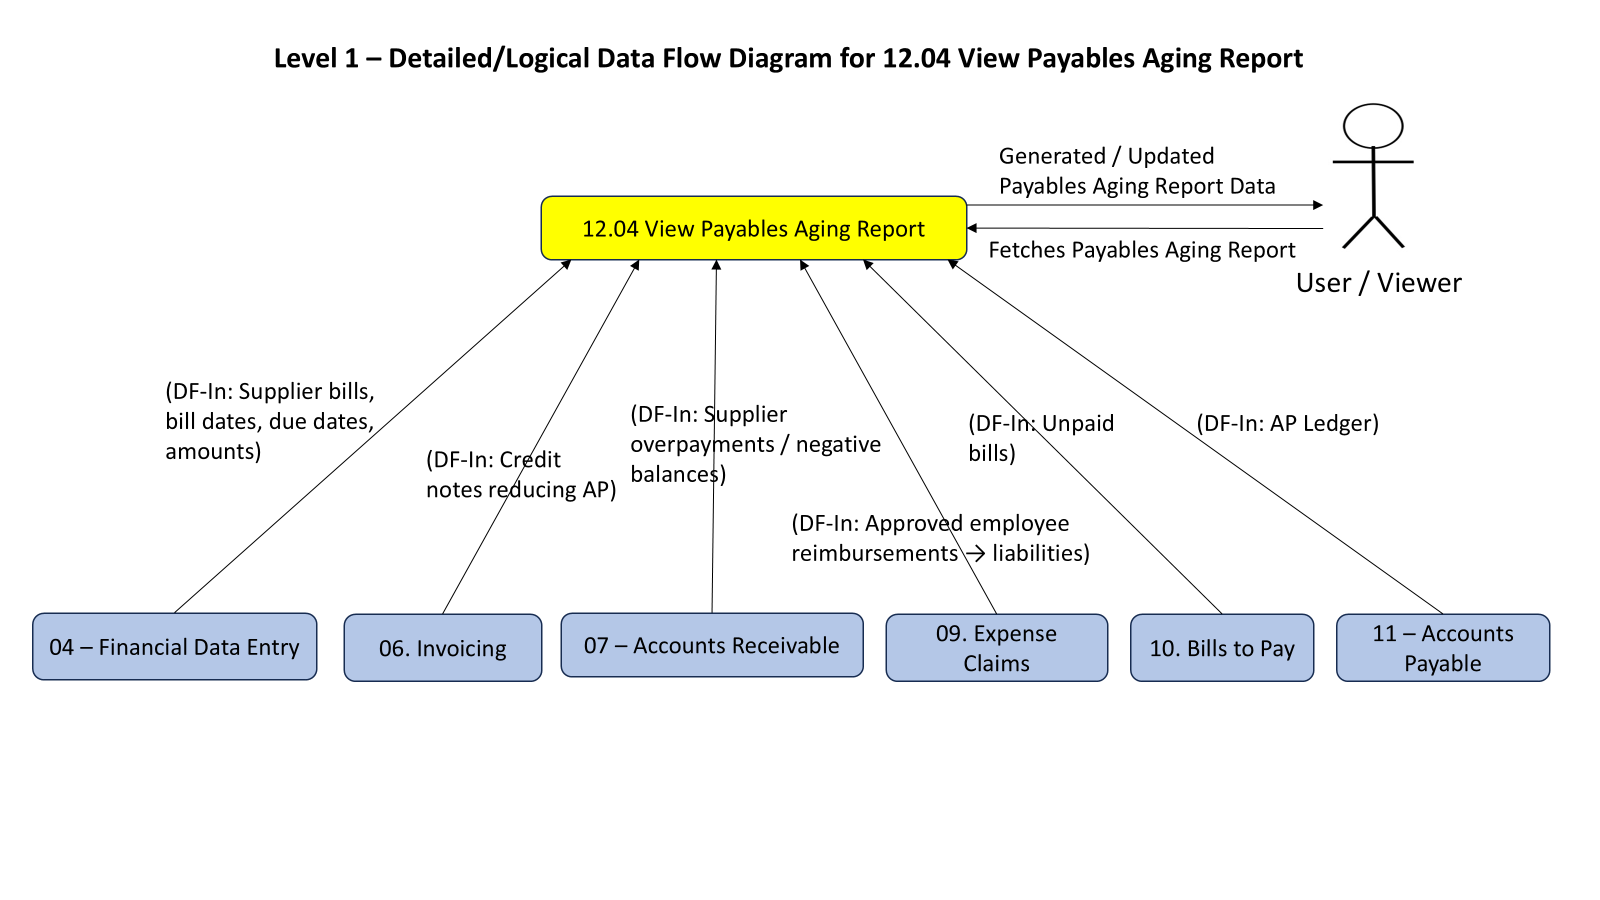 Level 1 – Detailed/Logical Data Flow Diagram for 12.04 View Payables Aging Report
Generated / Updated
Payables Aging Report Data
12.04 View Payables Aging Report
Fetches Payables Aging Report
User / Viewer
(DF-In: Supplier bills,
bill dates, due dates,
amounts)
(DF-In: Credit
notes reducing AP)
(DF-In: Supplier
overpayments / negative
balances)
(DF-In: Approved employee
reimbursements → liabilities)
(DF-In: Unpaid
bills)
(DF-In: AP Ledger)
04 – Financial Data Entry
06. Invoicing
07 – Accounts Receivable
09. Expense
Claims
10. Bills to Pay
11 – Accounts
Payable